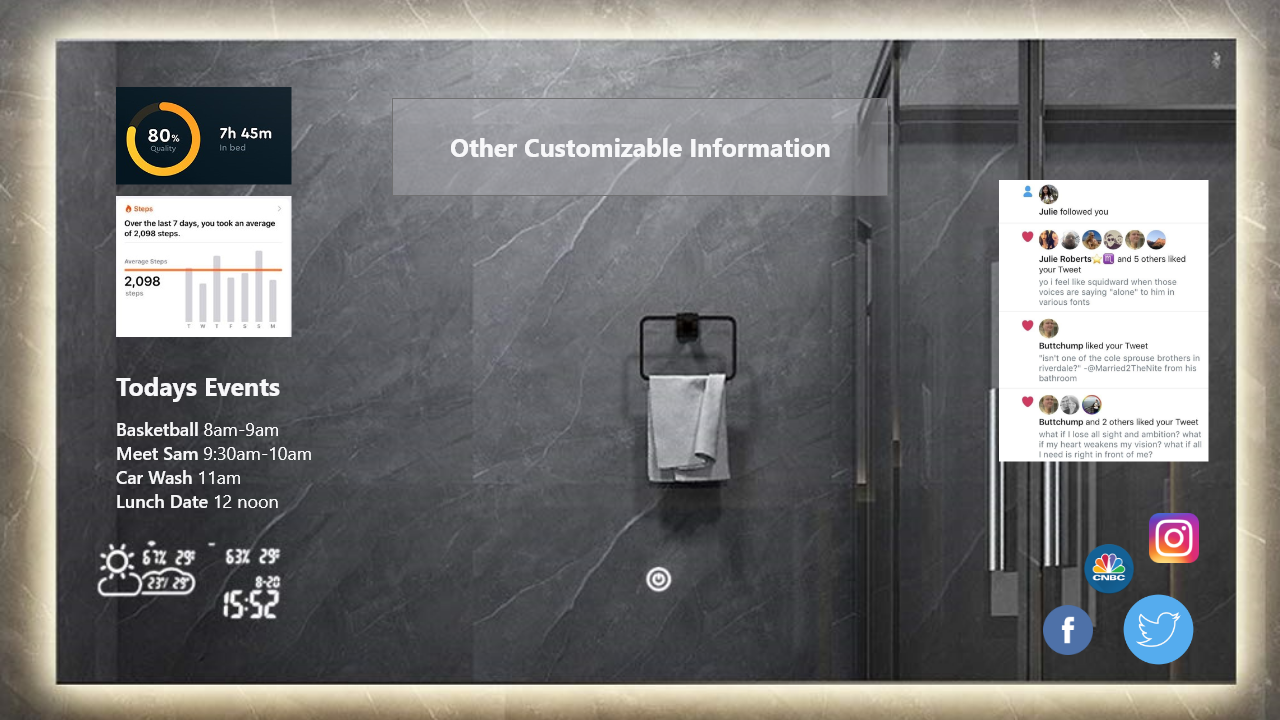 80%
Quality
7h 45m
In bed
Steps
Over the last 7 days, you took an average
of 2,098 steps.
Average Steps
2,098
steps
T W T F S S M
Todays Events
Basketball 8am-9am
Meet Sam 9:30am-10am
Car Wash 11am
Lunch Date 12 noon
63% 29°
23°/ 29°
8-20
15:52
Other Customizable Information
Julie followed you
Julie Roberts and 5 others liked
your Tweet
yo i feel like squidward when those
voices are saying "alone" to him in
various fonts
Buttchump liked your Tweet
"isn't one of the cole sprouse brothers in
riverdale?" -@Married2TheNite from his
bathroom
Buttchump and 2 others liked your Tweet
what if I lose all sight and ambition? what
if my heart weakens my vision? what if all
I need is right in front of me?
CNBC
f